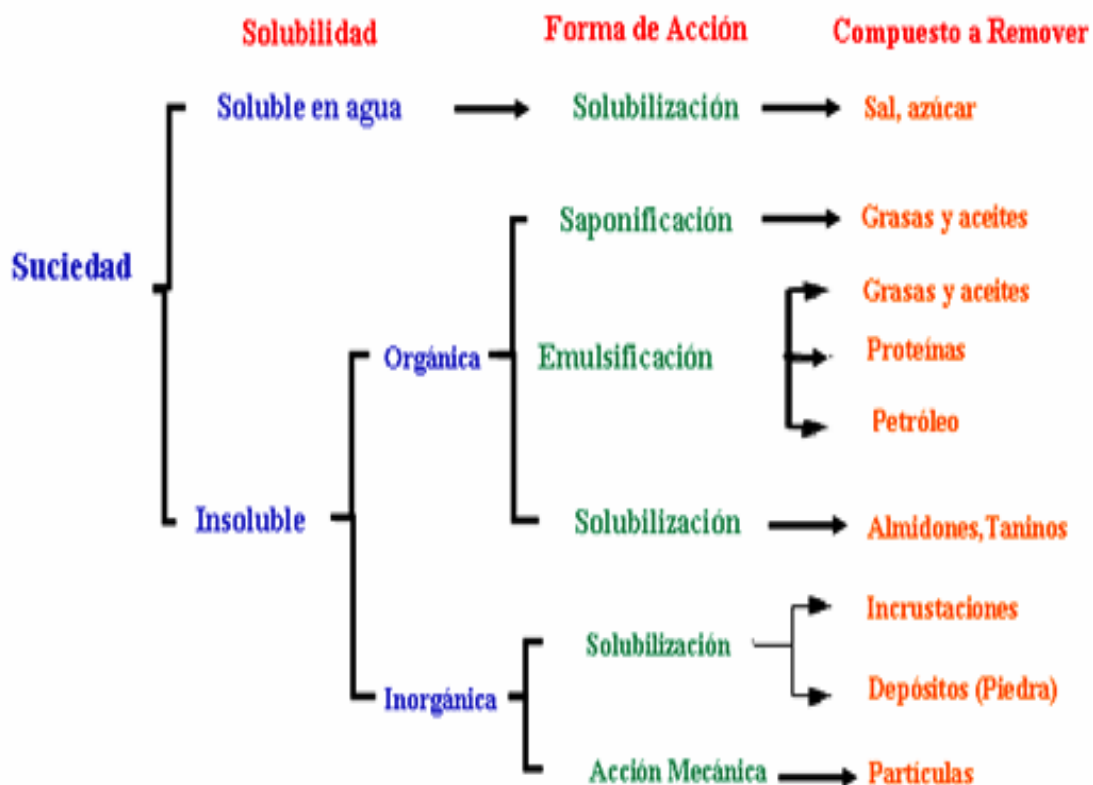 Solubilidad Forma de Acción Compuesto a Remover
Soluble en agua Solubilización Sal, azúcar
Saponificación Grasas y aceites
Suciedad
Grasas y aceites
Orgánica Emulsificación Proteínas
Petróleo
Insoluble Solubilización Almidones,Taninos
Incrustaciones
Solubilización
Inorgánica Depósitos (Piedra)
Acción Mecánica Partículas